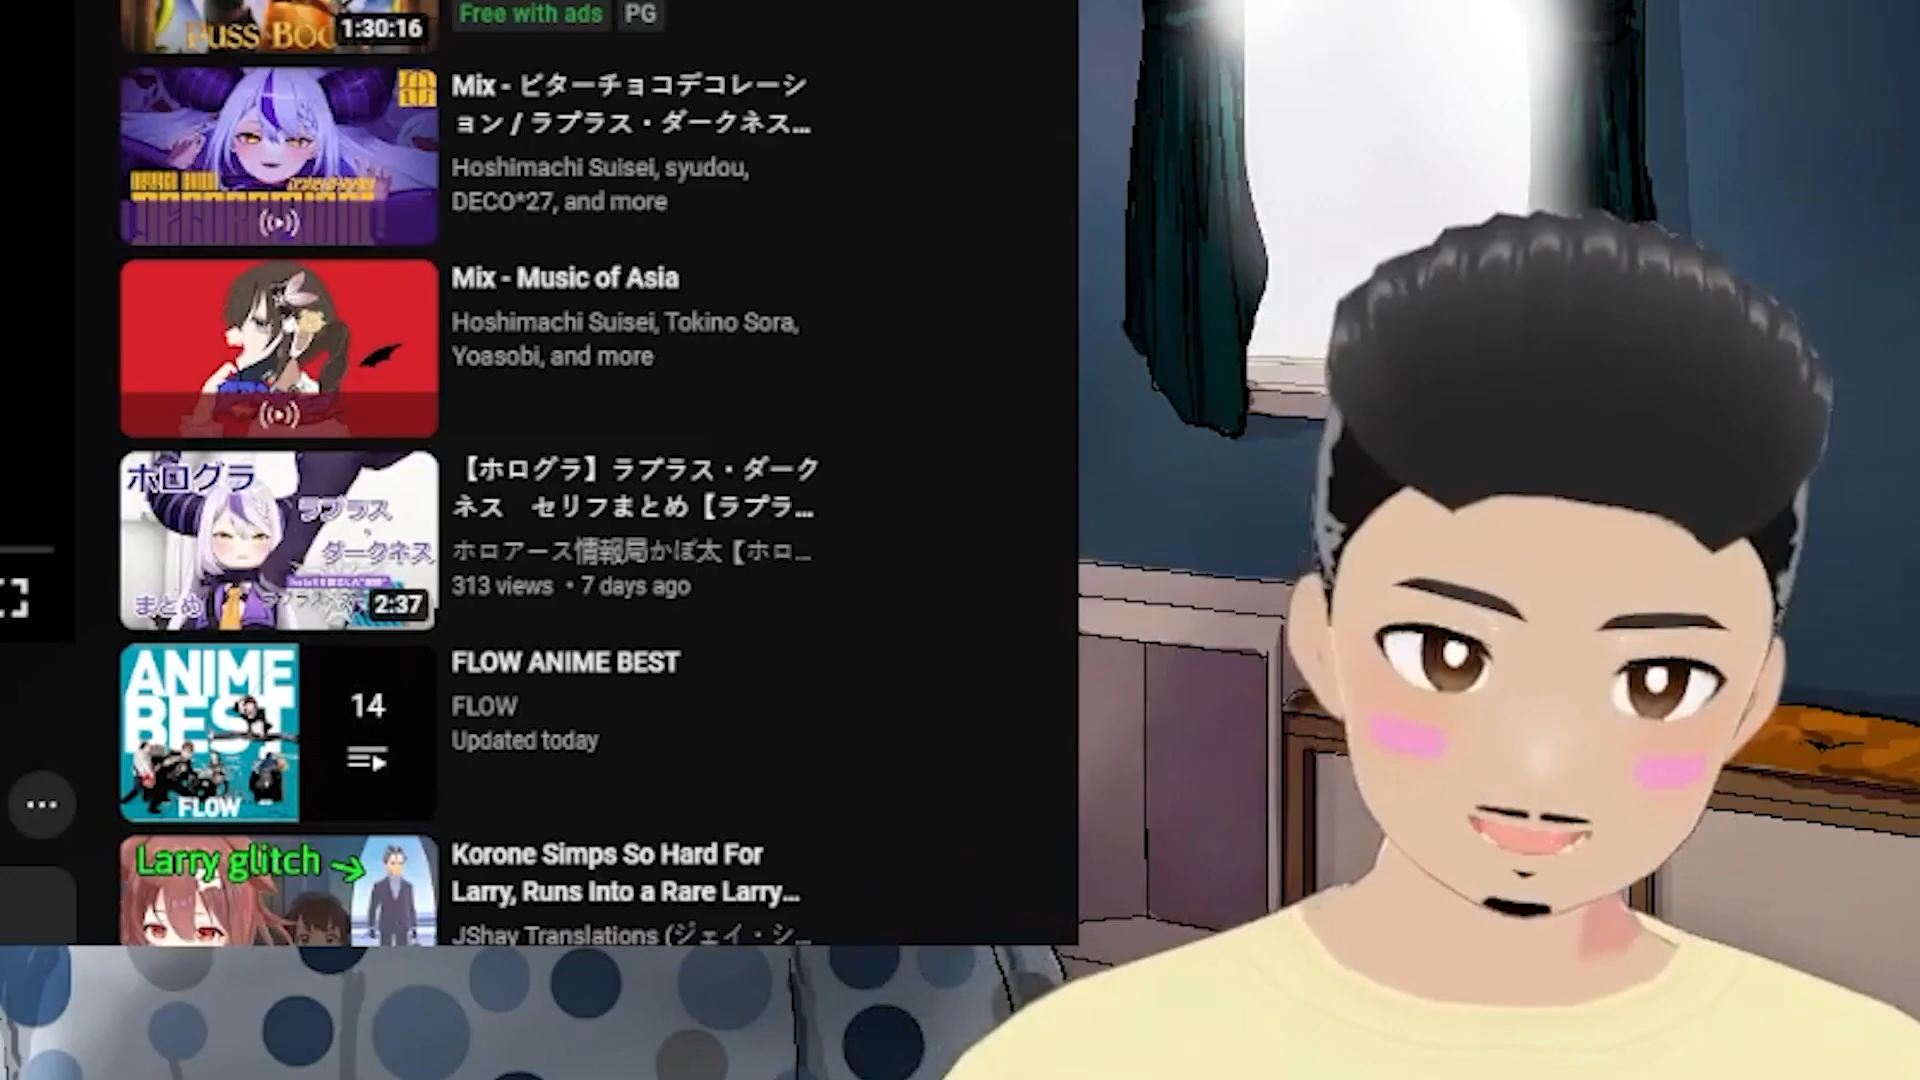 Free with ads PG
PUSS BOO
1:30:16
Mix - ビターチョコデコレーシ
ョン / ラプラス・ダークネス...
Hoshimachi Suisei, syudou,
DECO*27, and more
Mix - Music of Asia
Hoshimachi Suisei, Tokino Sora,
Yoasobi, and more
ホログラ
ラプラス
・
ダークネス
まとめ
2:37
【ホログラ】ラプラス・ダーク
ネス　セリフまとめ【ラプラ...
ホロアース情報局かぽ太【ホロ...
313 views • 7 days ago
ANIME
BEST
FLOW
14
FLOW ANIME BEST
FLOW
Updated today
Larry glitch →
Korone Simps So Hard For
Larry, Runs Into a Rare Larry...
JShay Translations (ジェイ・シ...